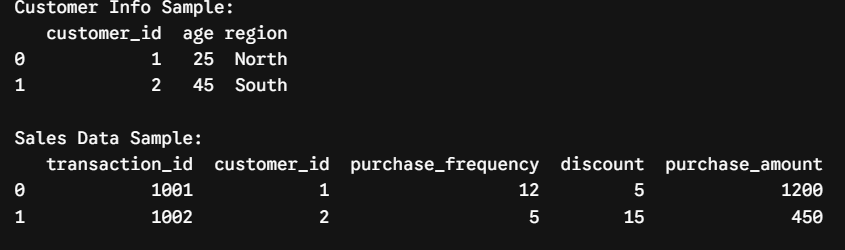 Customer Info Sample:
   customer_id  age region
0            1   25  North
1            2   45  South

Sales Data Sample:
   transaction_id  customer_id  purchase_frequency  discount  purchase_amount
0            1001            1                  12         5             1200
1            1002            2                   5        15              450